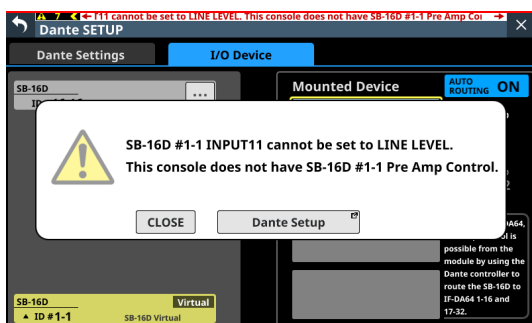 7 ← T11 cannot be set to LINE LEVEL. This console does not have SB-16D #1-1 Pre Amp Cor →
Dante SETUP
Dante Settings
I/O Device
SB-16D
...
Mounted Device
AUTO ROUTING ON
SB-16D #1-1 INPUT11 cannot be set to LINE LEVEL.
This console does not have SB-16D #1-1 Pre Amp Control.
CLOSE
Dante Setup
possible from the
module by using the
Dante controller to
route the SB-16D to
IF-DA64 1-16 and
17-32.
SB-16D
Virtual
▲ ID #1-1
SB-16D Virtual